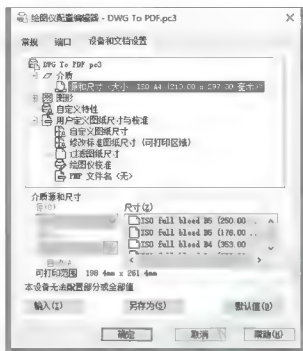 绘图仪配置编辑器 - DWG To PDF.pc3
常规 端口 设备和文档设置
DWG To PDF pc3
介质
源和尺寸 <大小: ISO A4 (210.00 x 297.00 毫米)>
图形
自定义特性
用户定义图纸尺寸与校准
自定义图纸尺寸
修改标准图纸尺寸 (可打印区域)
过滤图纸尺寸
绘图仪校准
PMP 文件名 <无>
介质源和尺寸
尺寸(Z)
ISO full bleed B5 (250.00 ..
ISO full bleed B5 (176.00 ..
ISO full bleed B4 (353.00
可打印范围 198 4mm x 261 4mm
本设备无法配置部分或全部值
输入(I) 另存为(S) 默认值(D)
确定 取消 帮助(H)